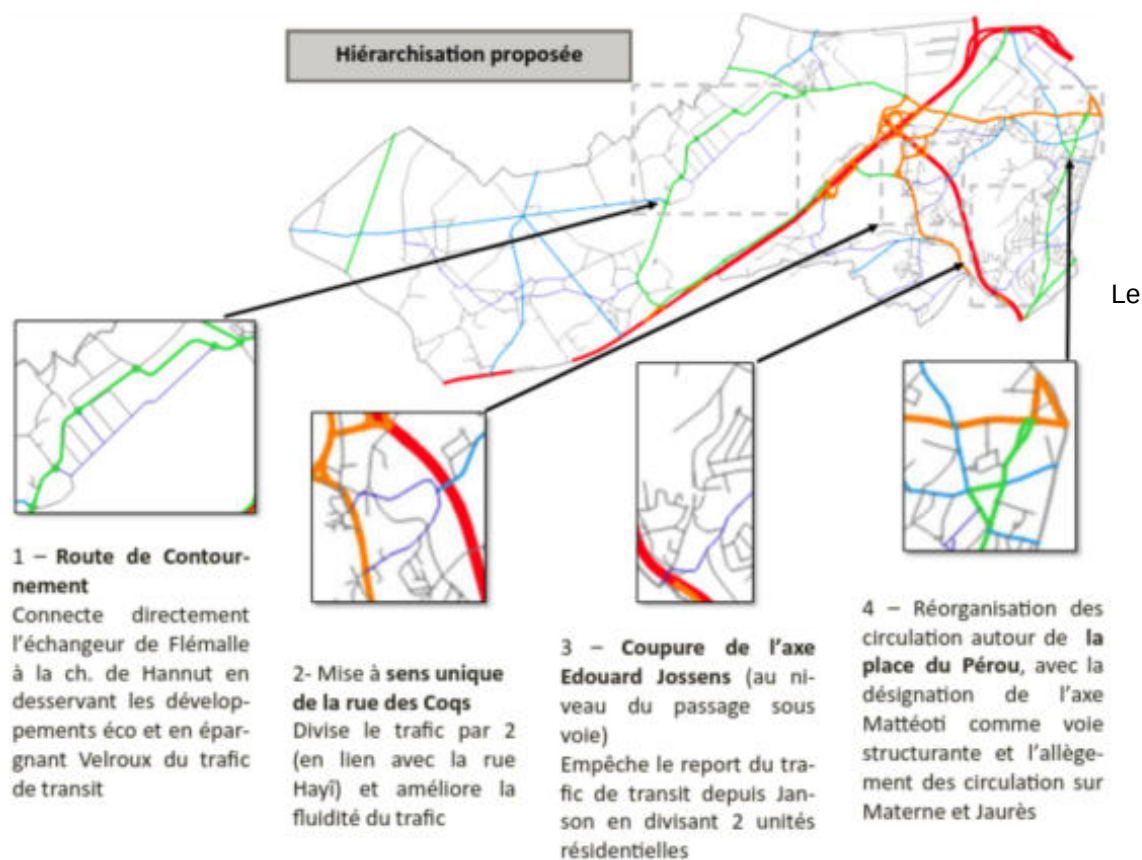 Hiérarchisation proposée
Le
1 – Route de Contour-
nement
Connecte directement
l'échangeur de Flémalle
à la ch. de Hannut en
desservant les dévelop-
pements éco et en épar-
gnant Velroux du trafic
de transit
2- Mise à sens unique
de la rue des Coqs
Divise le trafic par 2
(en lien avec la rue
Hayî) et améliore la
fluidité du trafic
3 – Coupure de l'axe
Edouard Jossens (au ni-
veau du passage sous
voie)
Empêche le report du tra-
fic de transit depuis Jan-
son en divisant 2 unités
résidentielles
4 – Réorganisation des
circulation autour de la
place du Pérou, avec la
désignation de l'axe
Mattéoti comme voie
structurante et l'allège-
ment des circulation sur
Materne et Jaurès